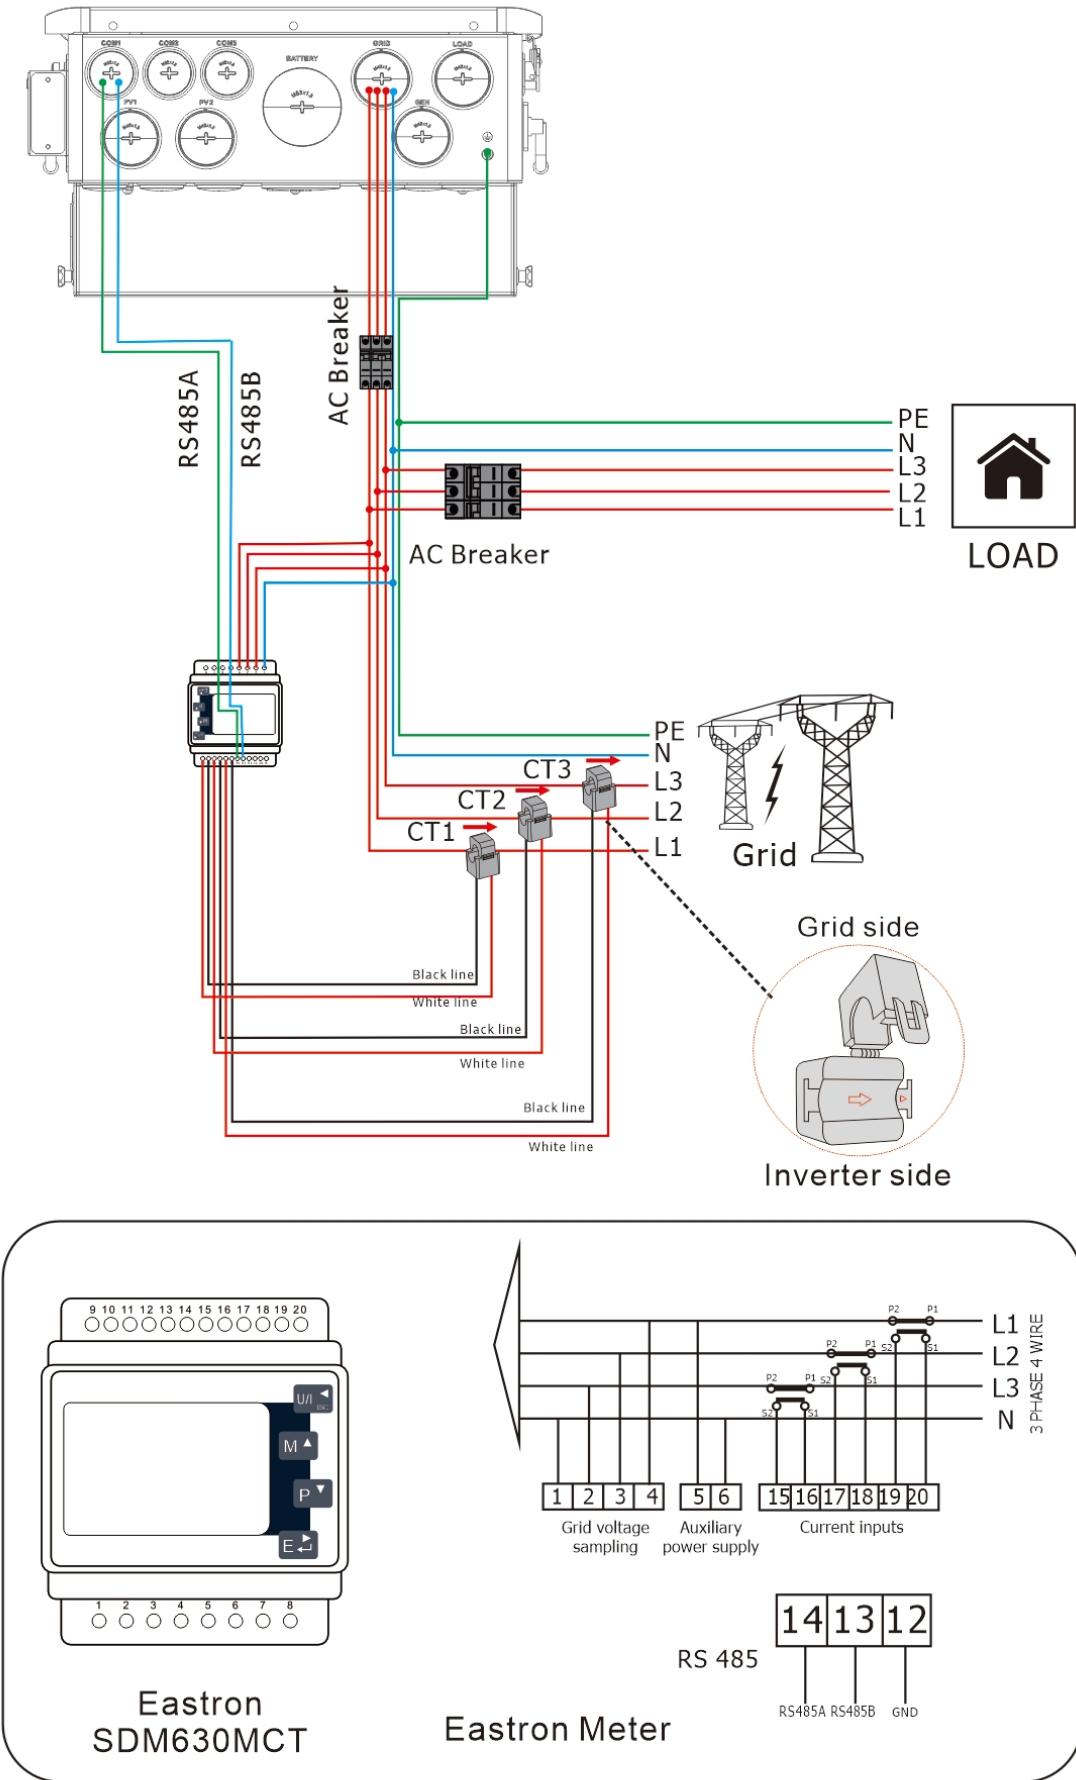 COM1 COM2 COM3 BATTERY GRID LOAD
M63x1.5
PV1 PV2 GEN
RS485A
RS485B
AC Breaker
PE
N
L3
L2
L1
LOAD
AC Breaker
PE
N
CT3
L3
CT2
L2
CT1
L1
Grid
Grid side
Black line
White line
Black line
White line
Black line
White line
Inverter side
9 10 11 12 13 14 15 16 17 18 19 20
U/I
ESC
M
P
E
1 2 3 4 5 6 7 8
Eastron
SDM630MCT
P2 P1
L1
S2 S1
P2 P1
L2
S2 S1
P2 P1
L3
S2 S1
N
3 PHASE 4 WIRE
1 2 3 4 5 6 15 16 17 18 19 20
Grid voltage
sampling
Auxiliary
power supply
Current inputs
14 13 12
RS 485
RS485A RS485B GND
Eastron Meter